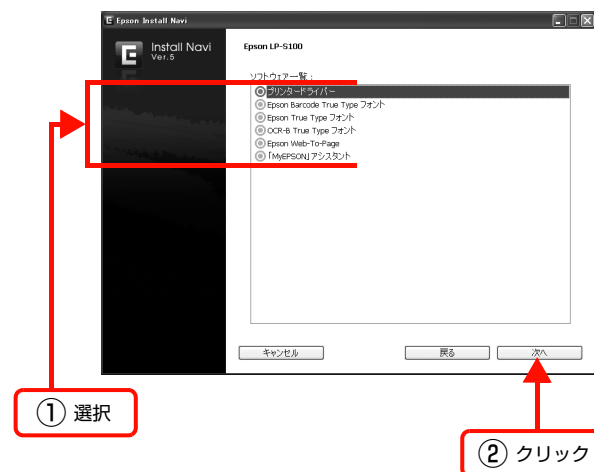 Epson Install Navi
Install Navi
Ver.5
Epson LP-S100
ソフトウェア一覧：
プリンタードライバー
Epson Barcode True Type フォント
Epson True Type フォント
OCR-B True Type フォント
Epson Web-To-Page
「MyEPSON」アシスタント
キャンセル
戻る
次へ
① 選択
② クリック